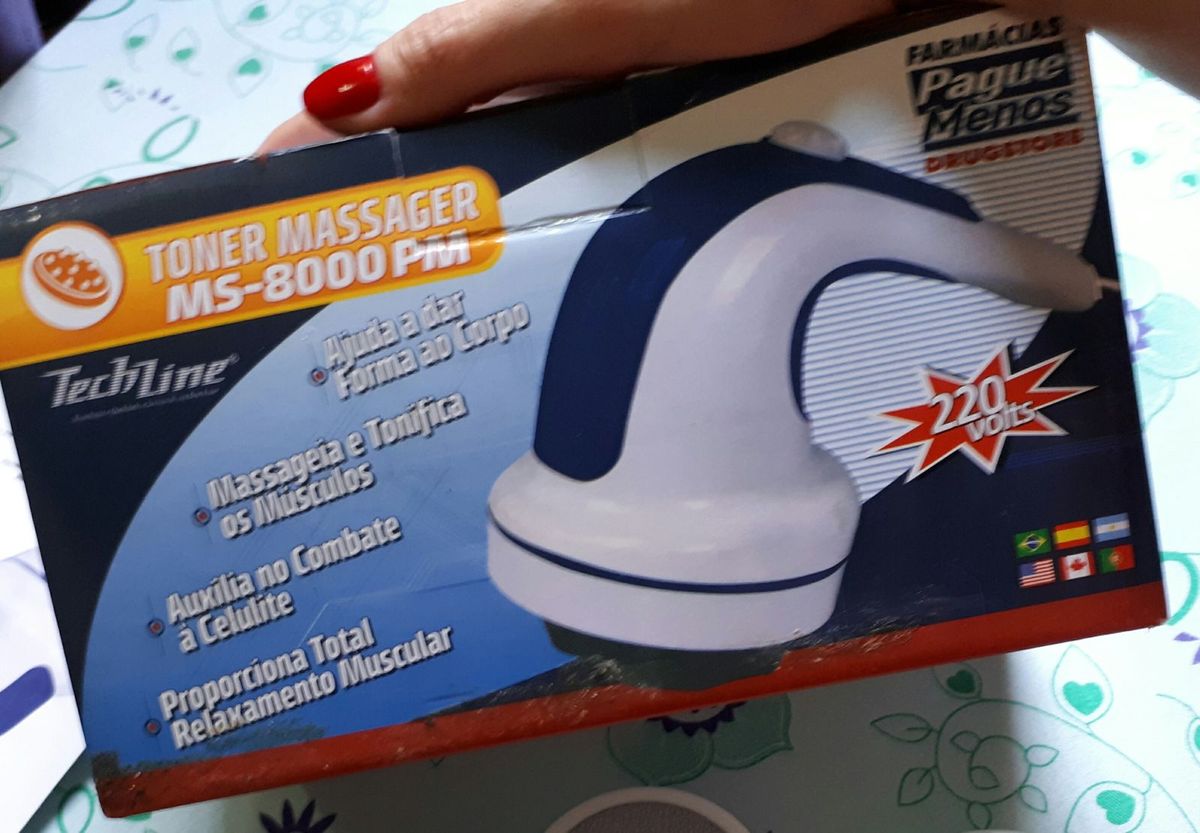 FARMÁCIAS
Pague
Menos
DRUGSTORE
TONER MASSAGER
MS-8000 PM
TechLine®
Ajuda a dar
Forma ao Corpo
Massageia e Tonifica
os Músculos
Auxilia no Combate
à Celulite
Proporciona Total
Relaxamento Muscular
220
volts